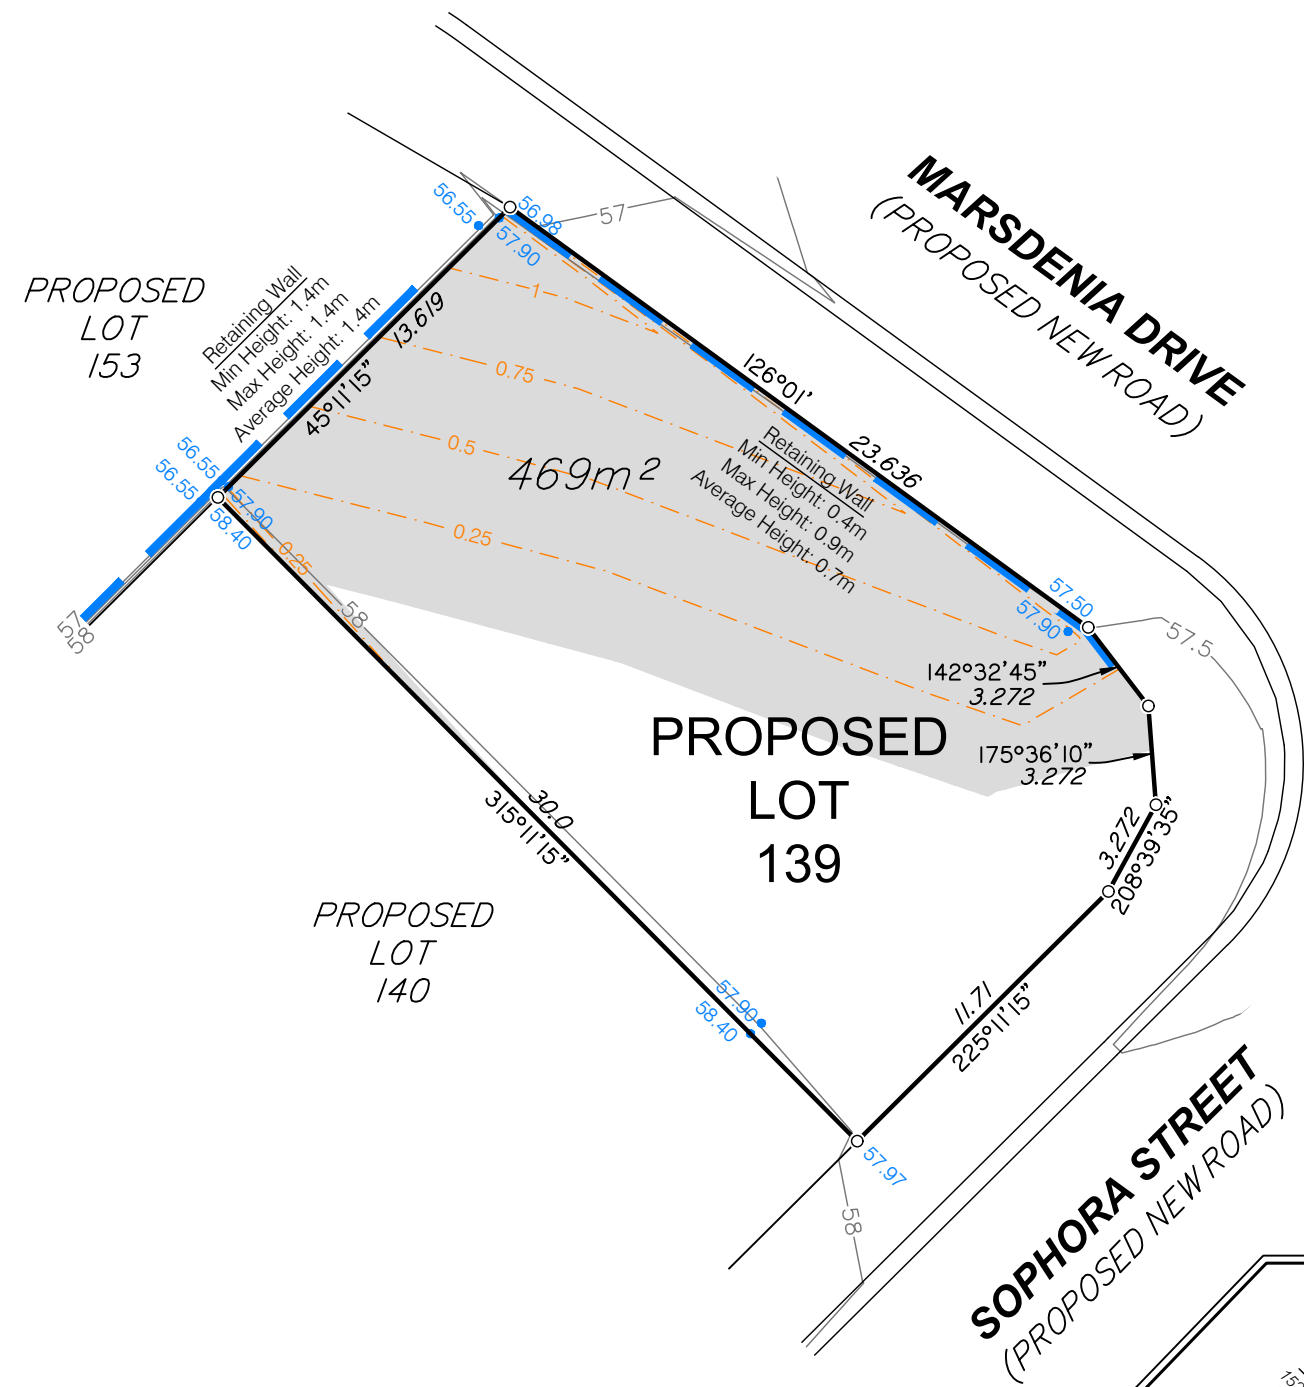 MARSDENIA DRIVE
(PROPOSED NEW ROAD)
56.55
56.98
57.90
57
PROPOSED
LOT
153
Retaining Wall
Min Height: 1.4m
Max Height: 1.4m
Average Height: 1.4m
13.619
45°11'15"
1
0.75
0.5
0.25
0.25
126°01'
23.636
469m²
Retaining Wall
Min Height: 0.4m
Max Height: 0.9m
Average Height: 0.7m
56.55
56.55
57.90
58.40
57
58
58
57.50
57.90
57.5
142°32'45"
3.272
175°36'10"
3.272
PROPOSED
LOT
139
3.272
208°39'35"
30.0
315°11'15"
PROPOSED
LOT
140
57.90
58.40
11.71
225°11'15"
57.97
58
SOPHORA STREET
(PROPOSED NEW ROAD)